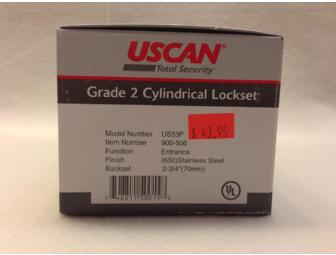 USCAN®
Total Security
Grade 2 Cylindrical Lockset
Model Number US53P
$ 43.95
Item Number 900-506
Function Entrance
Finish (630)Stainless Steel
Backset 2-3/4"(70mm)
UL